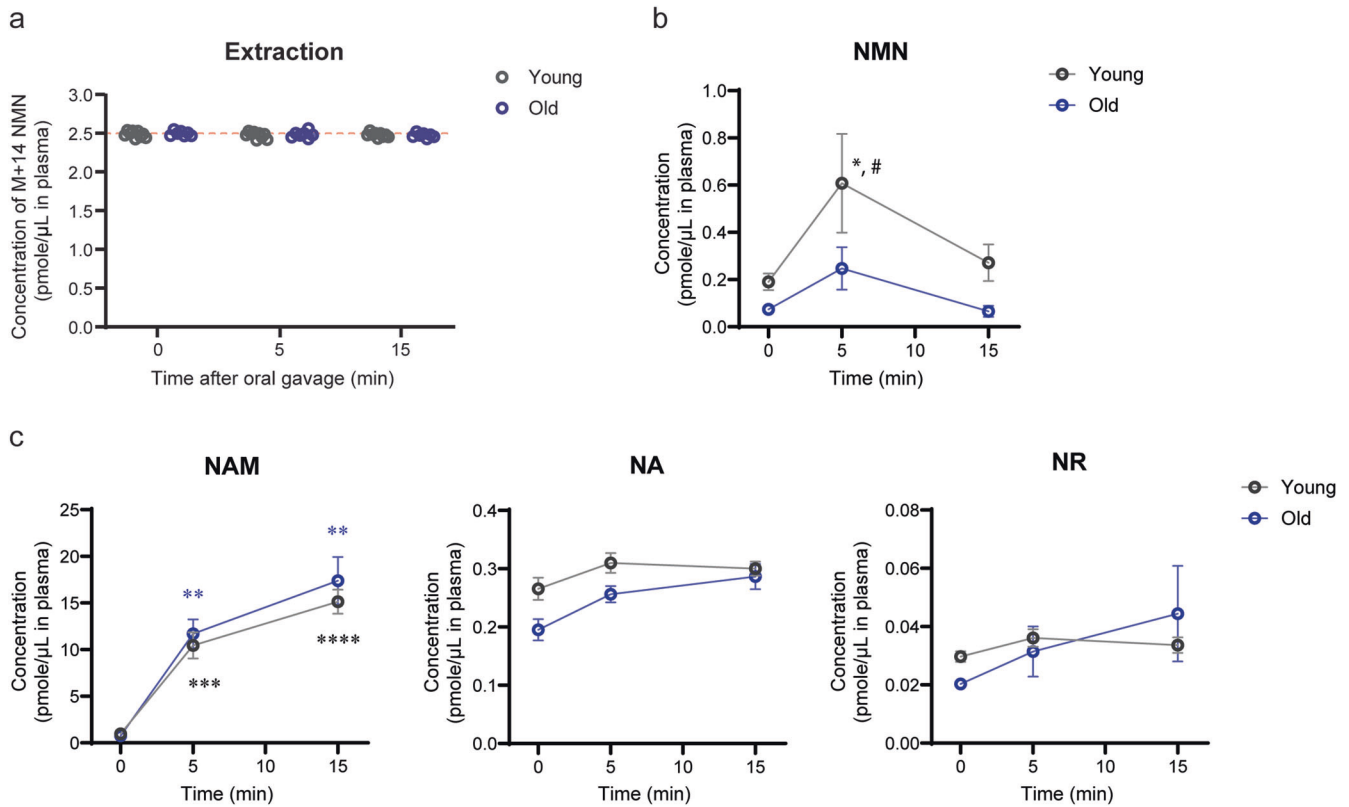 a
Extraction
Young
Old
Concentration of M+14 NMN
(pmole/µL in plasma)
3.0
2.5
2.0
1.5
1.0
0.5
0.0
0
5
15
Time after oral gavage (min)
b
NMN
Young
Old
Concentration
(pmole/µL in plasma)
1.0
0.8
0.6
0.4
0.2
0.0
*, #
0
5
10
15
Time (min)
c
NAM
Concentration
(pmole/µL in plasma)
25
20
15
10
5
0
**
**
***
****
0
5
10
15
Time (min)
NA
Concentration
(pmole/µL in plasma)
0.4
0.3
0.2
0.1
0.0
0
5
10
15
Time (min)
NR
Young
Old
Concentration
(pmole/µL in plasma)
0.08
0.06
0.04
0.02
0.00
0
5
10
15
Time (min)